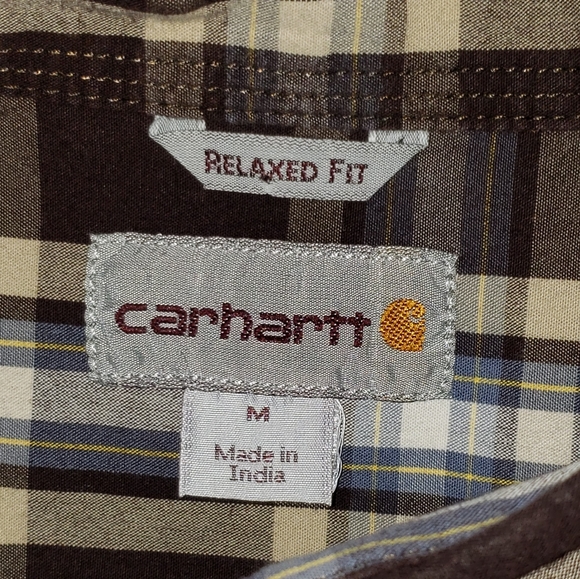 RELAXED FIT
carhartt
M
Made in
India